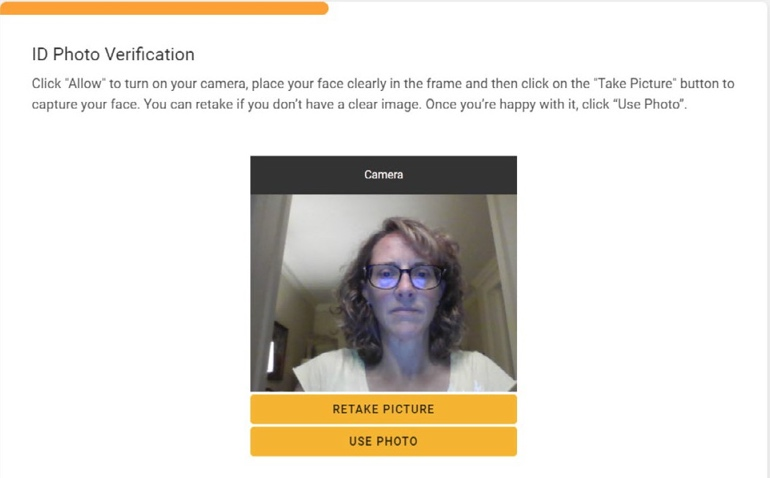 ID Photo Verification
Click "Allow" to turn on your camera, place your face clearly in the frame and then click on the "Take Picture" button to
capture your face. You can retake if you don't have a clear image. Once you're happy with it, click “Use Photo”.
Camera
RETAKE PICTURE
USE PHOTO